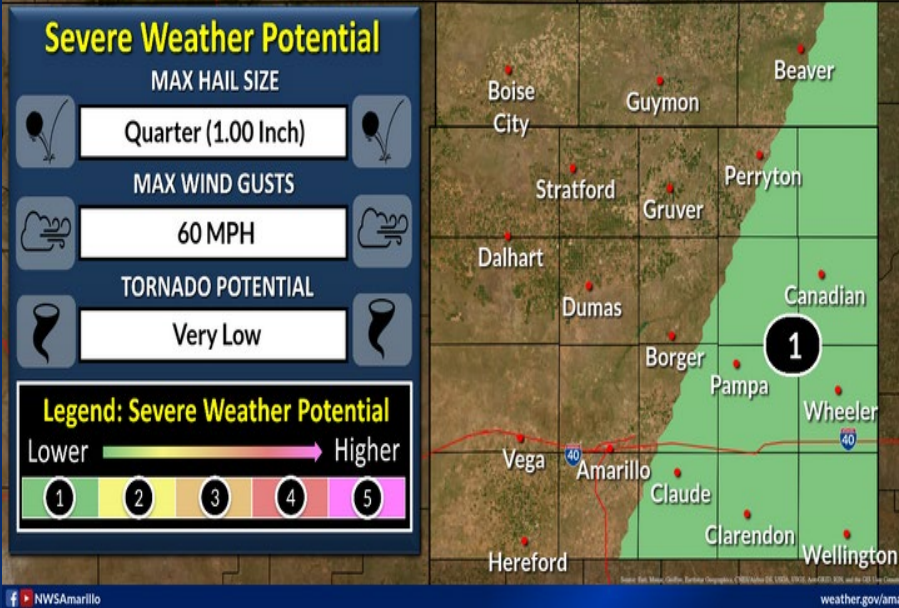 Severe Weather Potential
MAX HAIL SIZE
Quarter (1.00 Inch)
MAX WIND GUSTS
60 MPH
TORNADO POTENTIAL
Very Low
Legend: Severe Weather Potential
Lower Higher
1 2 3 4 5
Beaver
Boise
City
Guymon
Perryton
Stratford
Gruver
Dalhart
Canadian
Dumas
1
Borger
Pampa
Wheeler
40
Vega
40
Amarillo
Claude
Clarendon
Wellington
Hereford
NWSAmarillo
weather.gov/ama